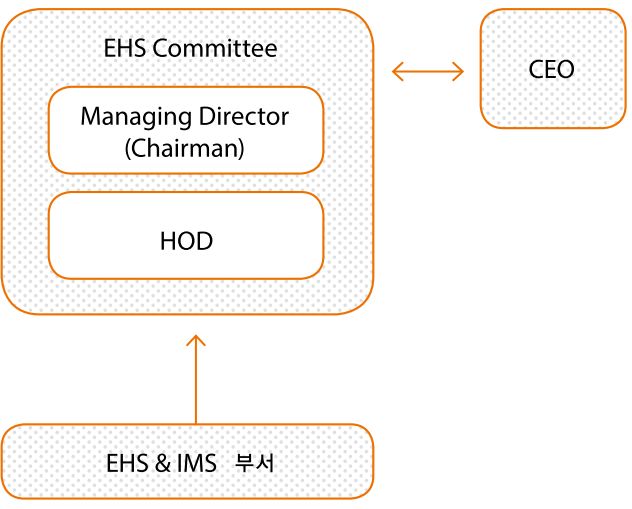 EHS Committee
CEO
Managing Director
(Chairman)
HOD
EHS & IMS 부서